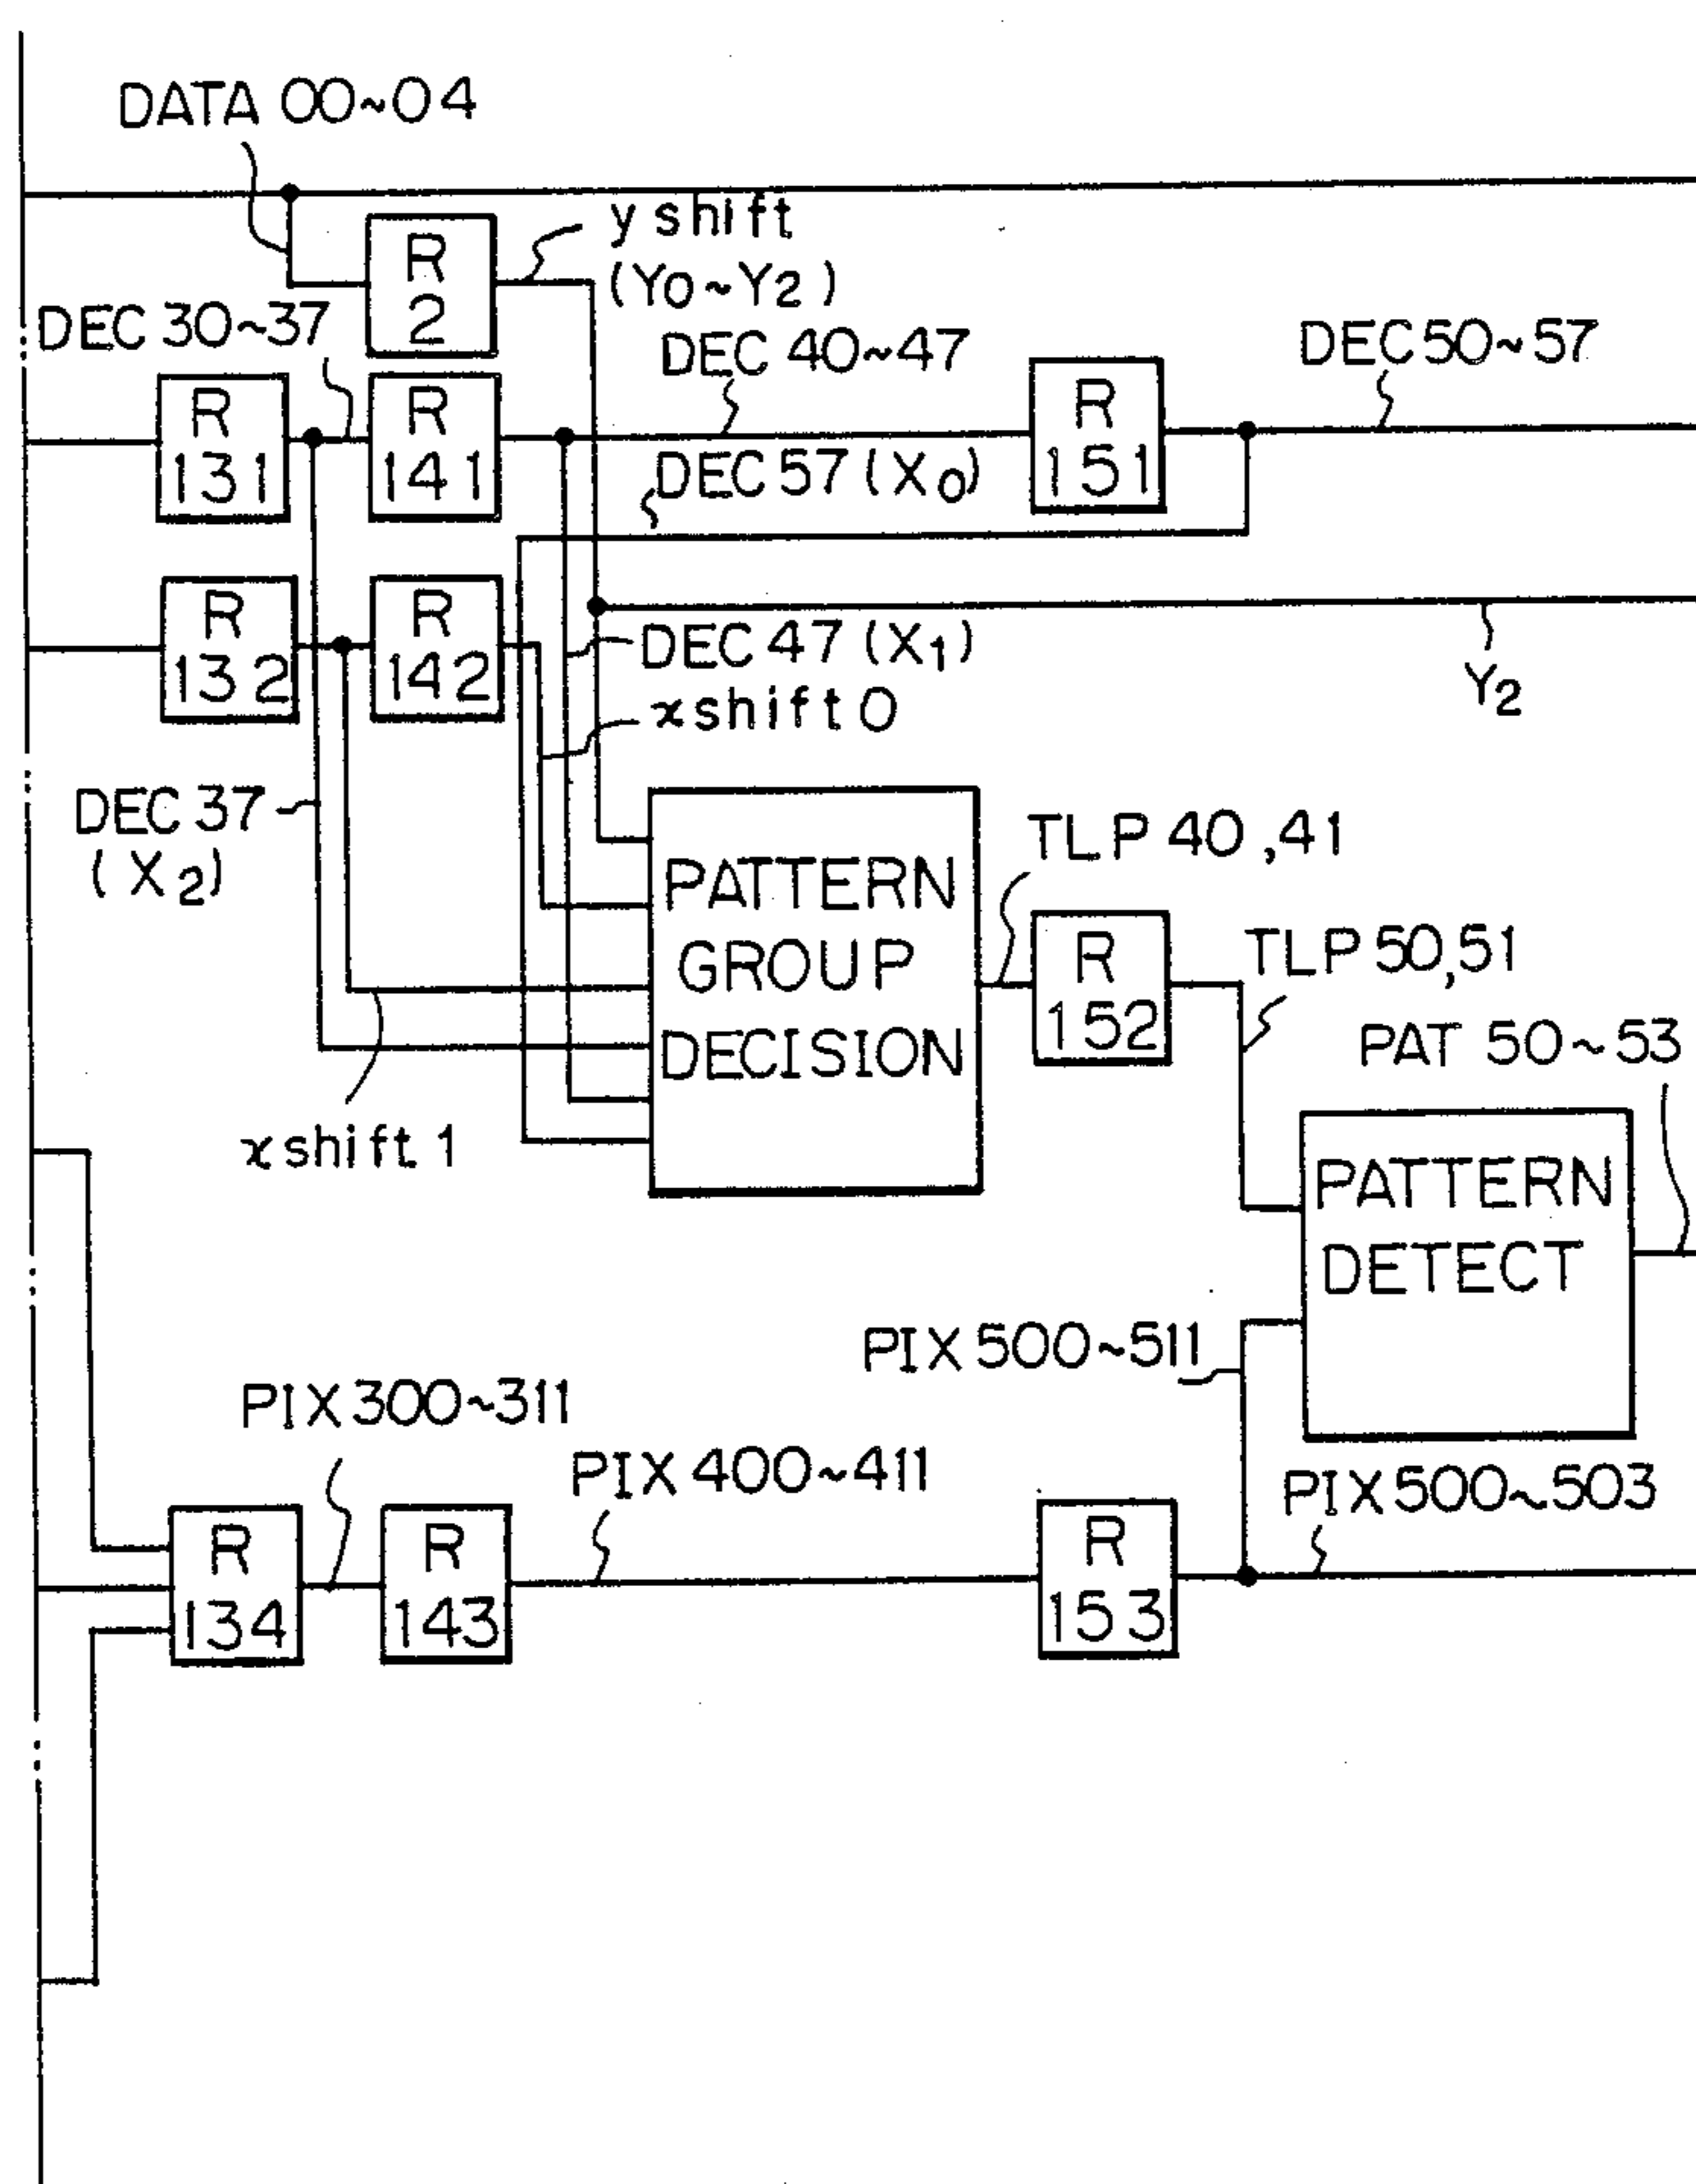 DATA 00~04
R
2
y shift
(Y0~Y2)
DEC 30~37
DEC 40~47
DEC 50~57
R
131
R
141
R
151
DEC 57 (X0)
R
132
R
142
DEC 47 (X1)
x shift 0
Y2
DEC 37
(X2)
PATTERN
GROUP
DECISION
TLP 40,41
R
152
TLP 50,51
PAT 50~53
x shift 1
PATTERN
DETECT
PIX 500~511
PIX 300~311
PIX 400~411
PIX 500~503
R
134
R
143
R
153